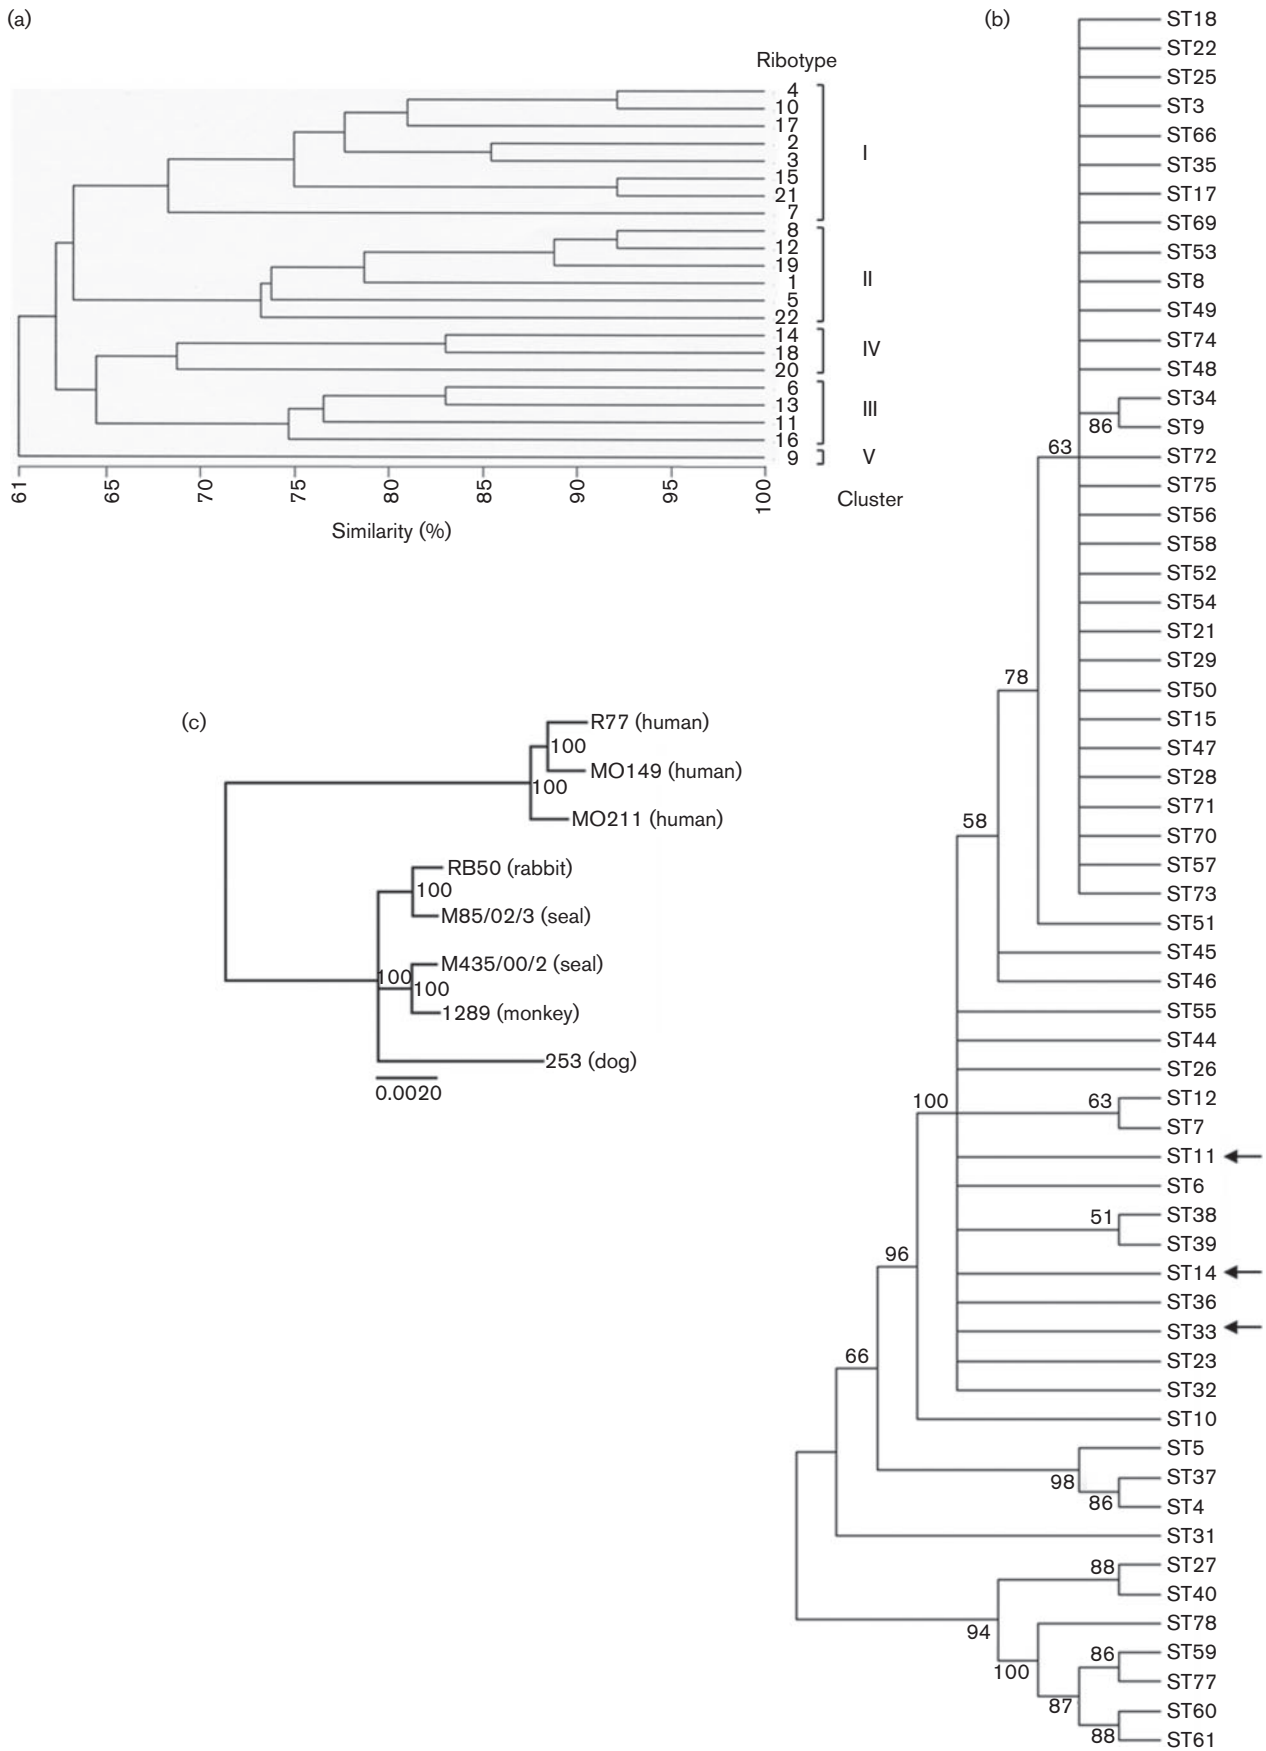 (a)
Ribotype
4
10
17
2
3
15
21
7
I
8
12
19
1
5
22
II
14
18
20
IV
6
13
11
16
III
9
V
61
65
70
75
80
85
90
95
100
Cluster
Similarity (%)
(b)
ST18
ST22
ST25
ST3
ST66
ST35
ST17
ST69
ST53
ST8
ST49
ST74
ST48
ST34
86
ST9
63
ST72
ST75
ST56
ST58
ST52
ST54
ST21
ST29
78
ST50
ST15
ST47
ST28
ST71
58
ST70
ST57
ST73
ST51
ST45
ST46
ST55
ST44
ST26
100
63
ST12
ST7
ST11
ST6
51
ST38
ST39
96
ST14
ST36
ST33
66
ST23
ST32
ST10
ST5
98
ST37
86
ST4
ST31
88
ST27
ST40
94
ST78
86
ST59
100
ST77
87
ST60
88
ST61
(c)
R77 (human)
100
MO149 (human)
100
MO211 (human)
RB50 (rabbit)
100
M85/02/3 (seal)
M435/00/2 (seal)
100
100
1289 (monkey)
253 (dog)
0.0020